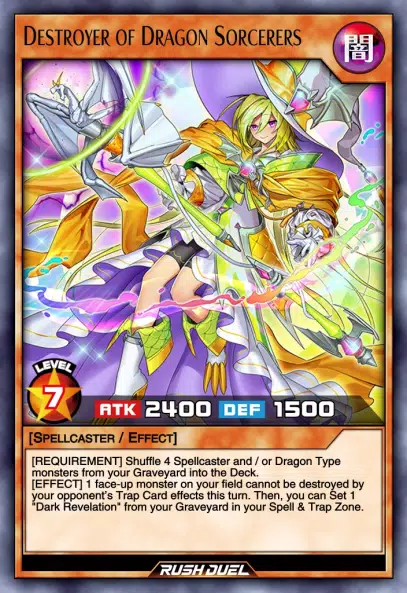 DESTROYER OF DRAGON SORCERERS
闇
LEVEL
7
ATK 2400 DEF 1500
[SPELLCASTER / EFFECT]
[REQUIREMENT] Shuffle 4 Spellcaster and / or Dragon Type
monsters from your Graveyard into the Deck.
[EFFECT] 1 face-up monster on your field cannot be destroyed by
your opponent's Trap Card effects this turn. Then, you can Set 1
"Dark Revelation" from your Graveyard in your Spell & Trap Zone.
RUSH DUEL